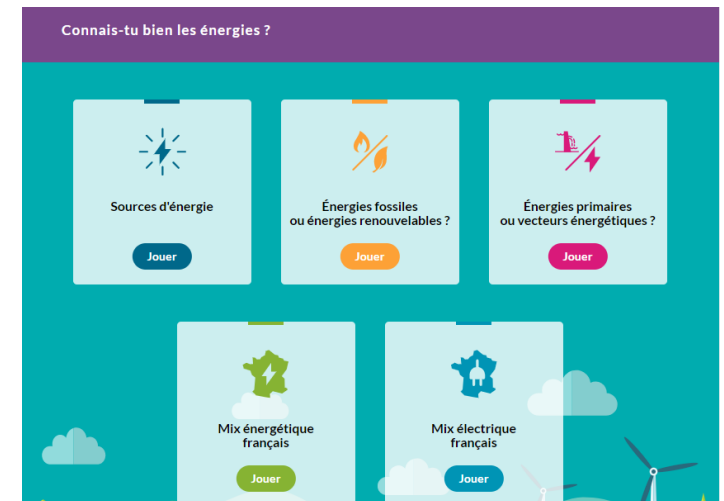 Connais-tu bien les énergies ?
Sources d'énergie
Jouer
Énergies fossiles
ou énergies renouvelables ?
Jouer
Énergies primaires
ou vecteurs énergétiques ?
Jouer
Mix énergétique
français
Jouer
Mix électrique
français
Jouer